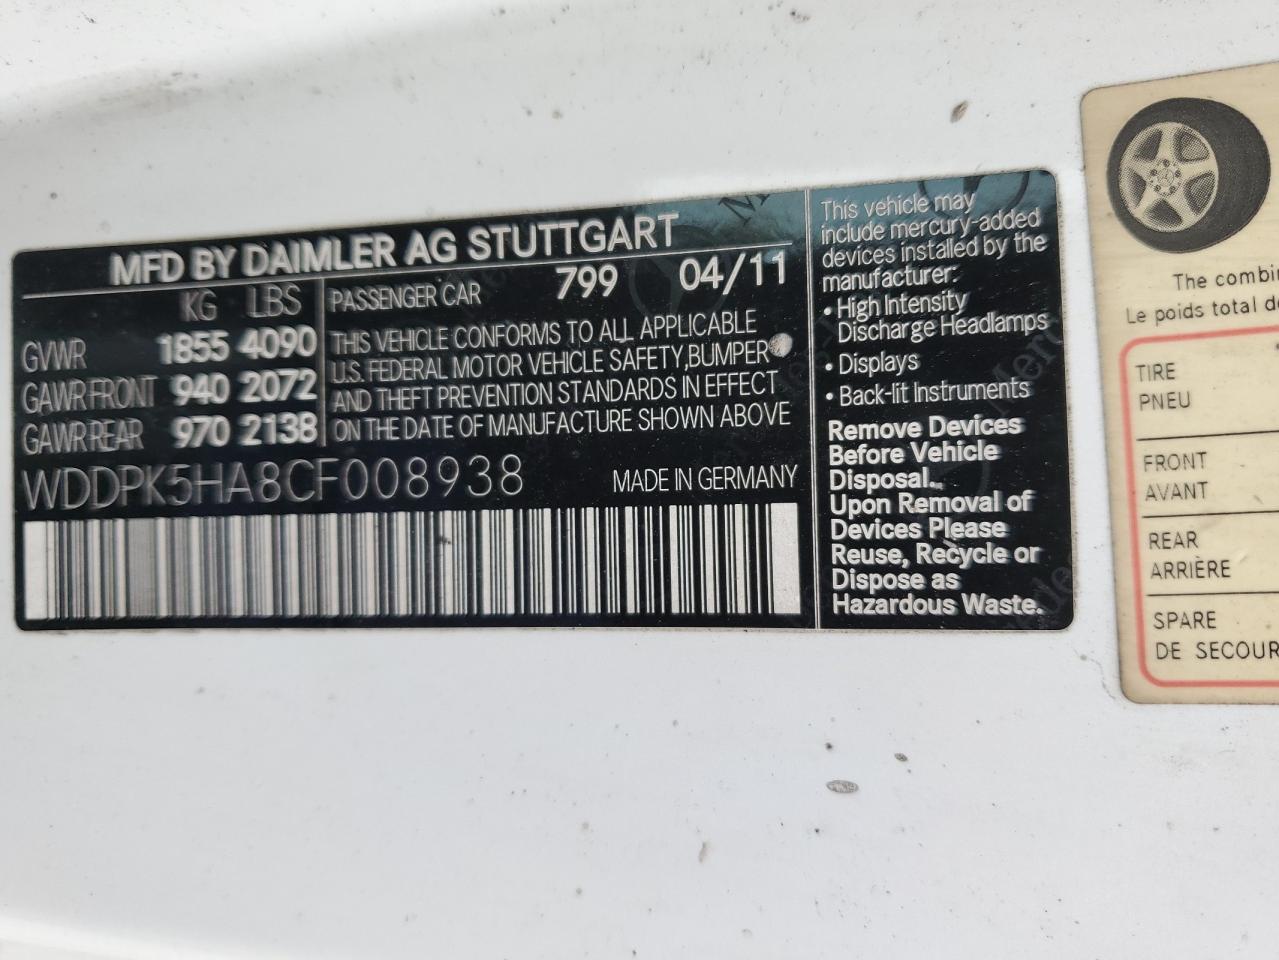 MFD BY DAIMLER AG STUTTGART
KG LBS
PASSENGER CAR 799 04/11
GVWR 1855 4090
GAWR FRONT 940 2072
GAWR REAR 970 2138
THIS VEHICLE CONFORMS TO ALL APPLICABLE
U.S. FEDERAL MOTOR VEHICLE SAFETY, BUMPER
AND THEFT PREVENTION STANDARDS IN EFFECT
ON THE DATE OF MANUFACTURE SHOWN ABOVE
WDDPK5HA8CF008938
MADE IN GERMANY
This vehicle may
include mercury-added
devices installed by the
manufacturer:
• High Intensity
Discharge Headlamps
• Displays
• Back-lit Instruments
Remove Devices
Before Vehicle
Disposal.
Upon Removal of
Devices Please
Reuse, Recycle or
Dispose as
Hazardous Waste.
The combi
Le poids total d
TIRE
PNEU
FRONT
AVANT
REAR
ARRIÈRE
SPARE
DE SECOUR